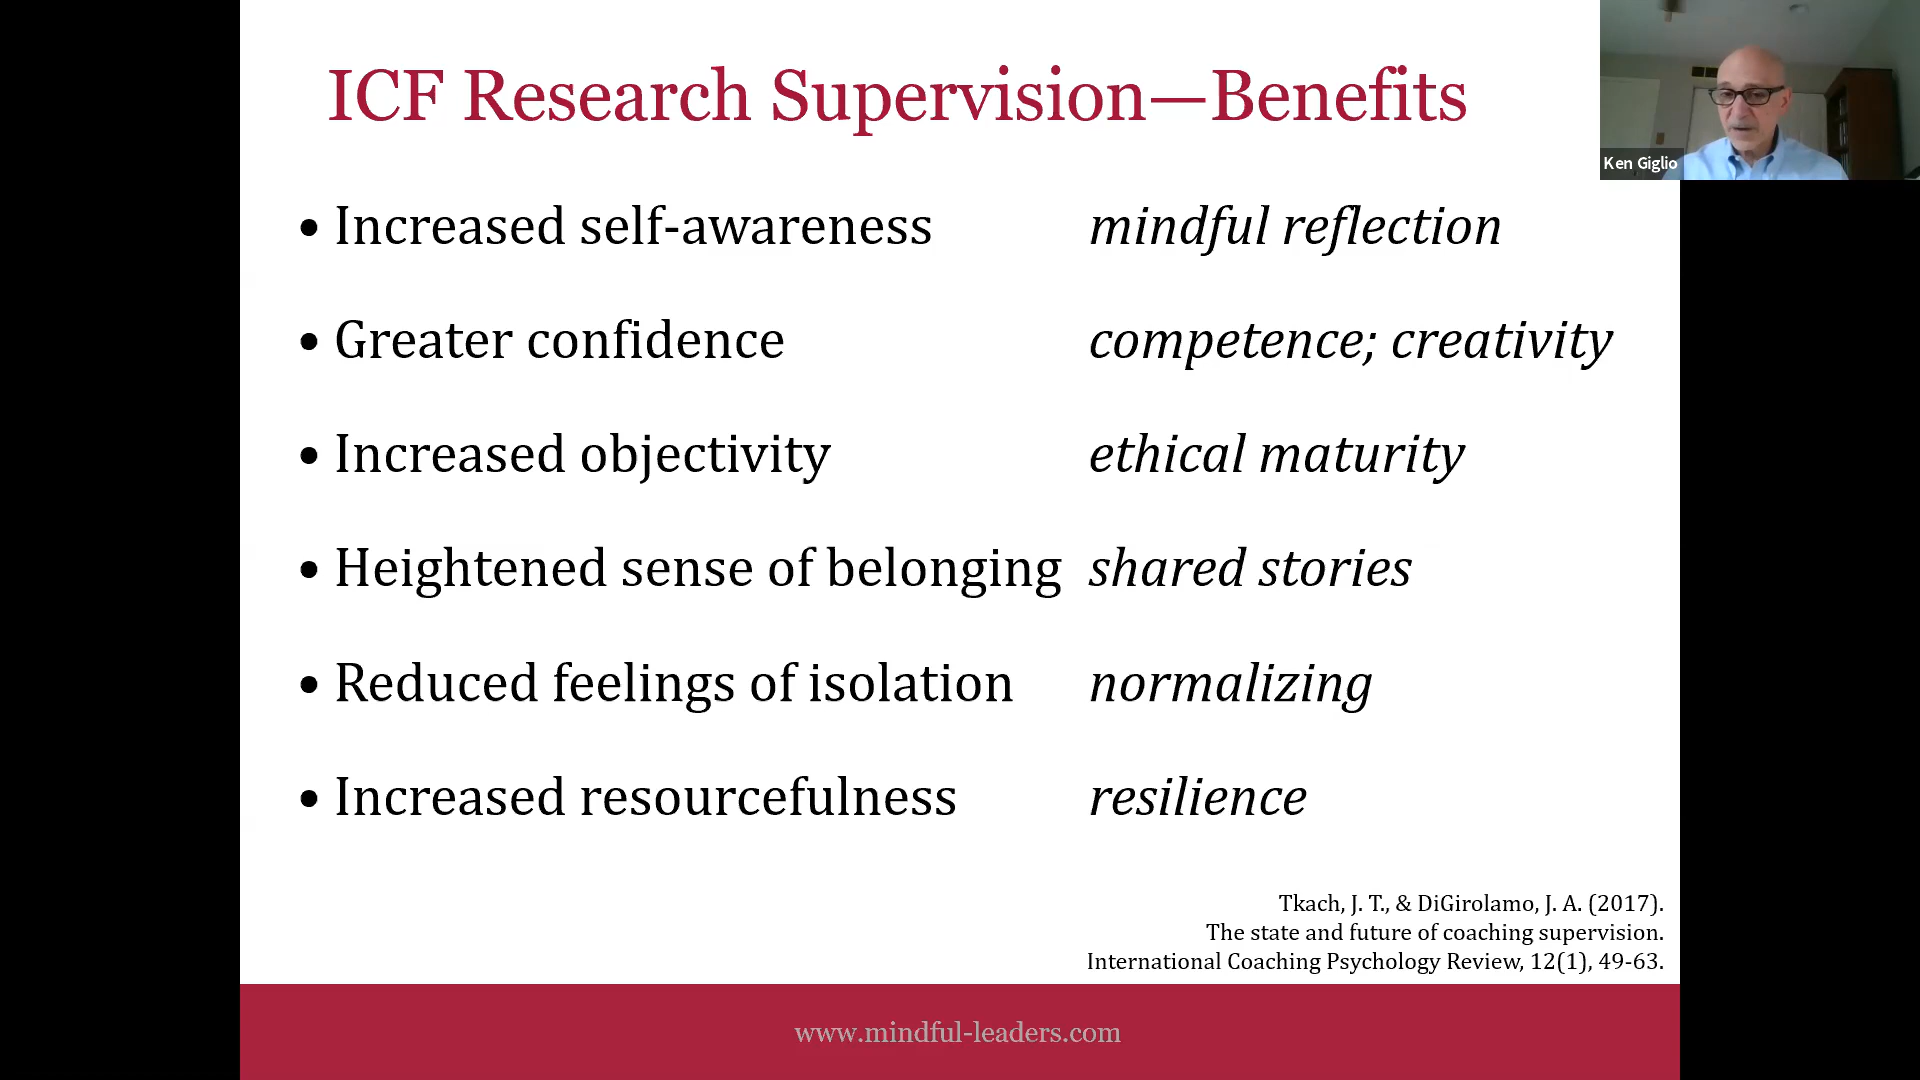 ICF Research Supervision—Benefits
Ken Giglio
• Increased self-awareness mindful reflection
• Greater confidence competence; creativity
• Increased objectivity ethical maturity
• Heightened sense of belonging shared stories
• Reduced feelings of isolation normalizing
• Increased resourcefulness resilience
Tkach, J. T., & DiGirolamo, J. A. (2017).
The state and future of coaching supervision.
International Coaching Psychology Review, 12(1), 49-63.
www.mindful-leaders.com